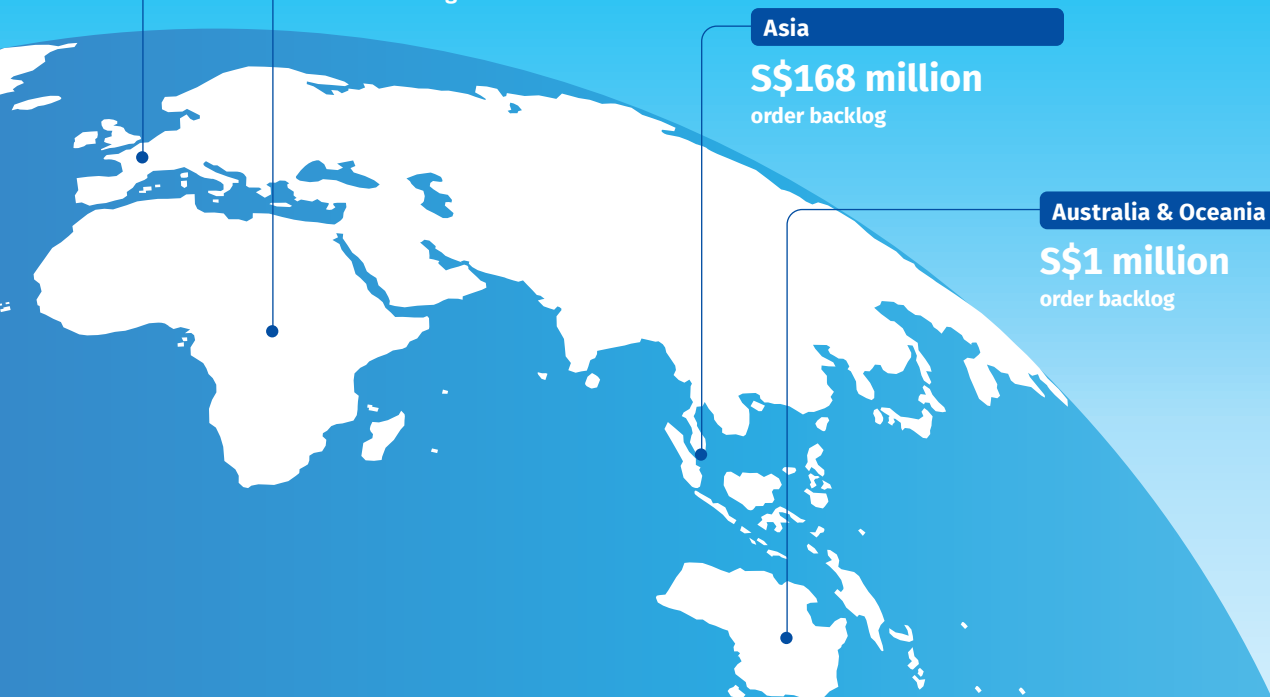 Asia
S$168 million
order backlog
Australia & Oceania
S$1 million
order backlog